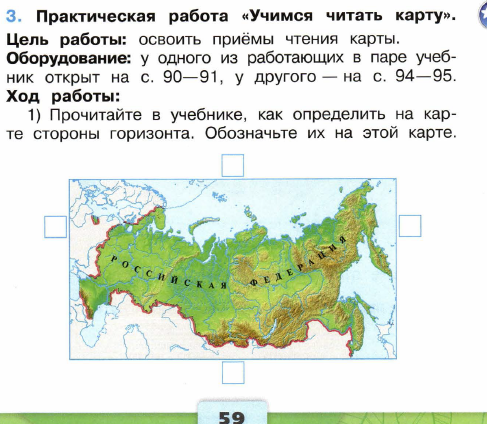 3. Практическая работа «Учимся читать карту».
Цель работы: освоить приёмы чтения карты.
Оборудование: у одного из работающих в паре учеб-
ник открыт на с. 90—91, у другого — на с. 94—95.
Ход работы:
1) Прочитайте в учебнике, как определить на кар-
те стороны горизонта. Обозначьте их на этой карте.
РОССИЙСКАЯ ФЕДЕРАЦИЯ
59